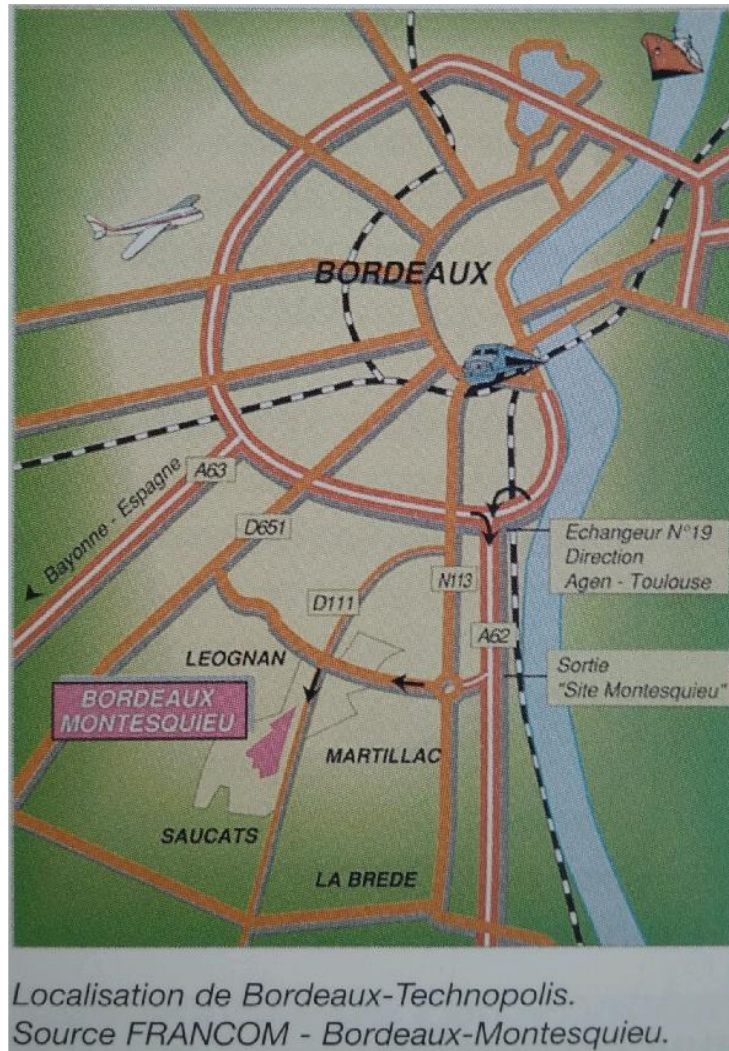 BORDEAUX
A63
Bayonne - Espagne
D651
Echangeur N°19
Direction
Agen - Toulouse
D111
N113
A62
LEOGNAN
Sortie
"Site Montesquieu"
BORDEAUX
MONTESQUIEU
MARTILLAC
SAUCATS
LA BREDE
Localisation de Bordeaux-Technopolis.
Source FRANCOM - Bordeaux-Montesquieu.